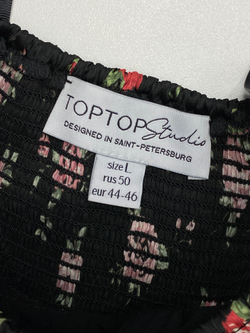 TOPTOP Studio
DESIGNED IN SAINT-PETERSBURG
size L
rus 50
eur 44-46